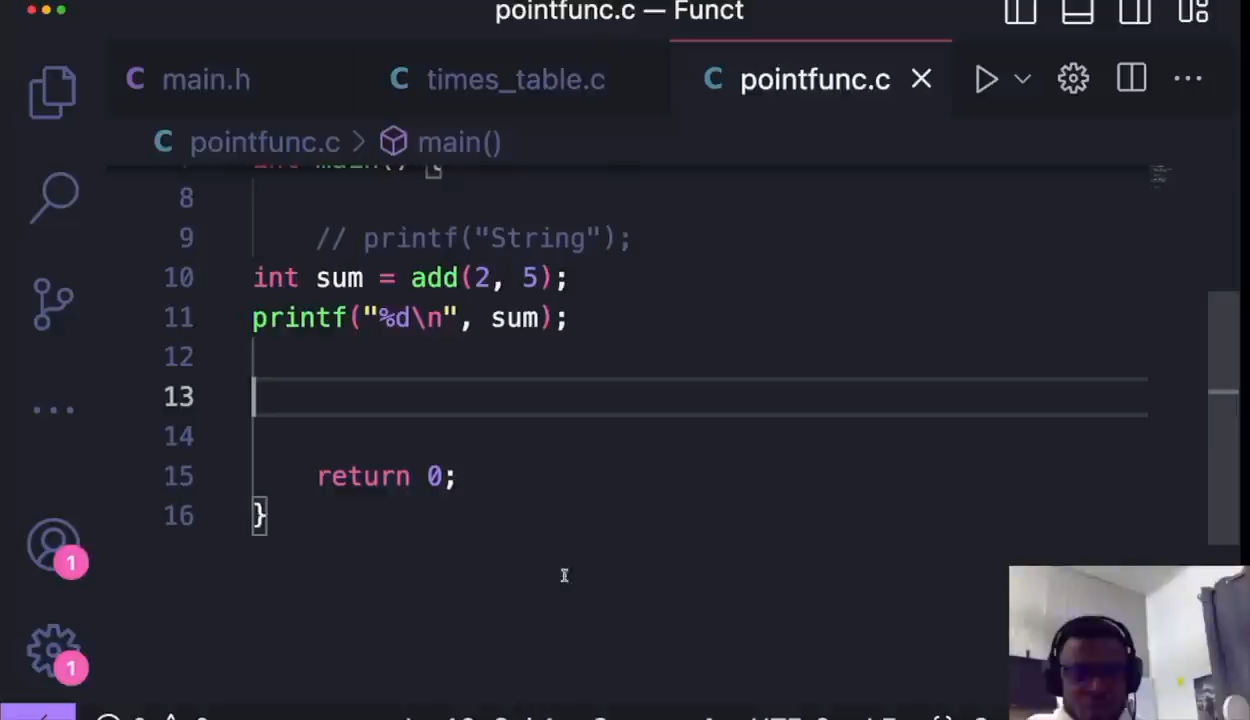 pointfunc.c — Funct
main.h times_table.c pointfunc.c
pointfunc.c > main()
8
9 // printf("String");
10 int sum = add(2, 5);
11 printf("%d\n", sum);
12
13
14
15 return 0;
16 }
1
1